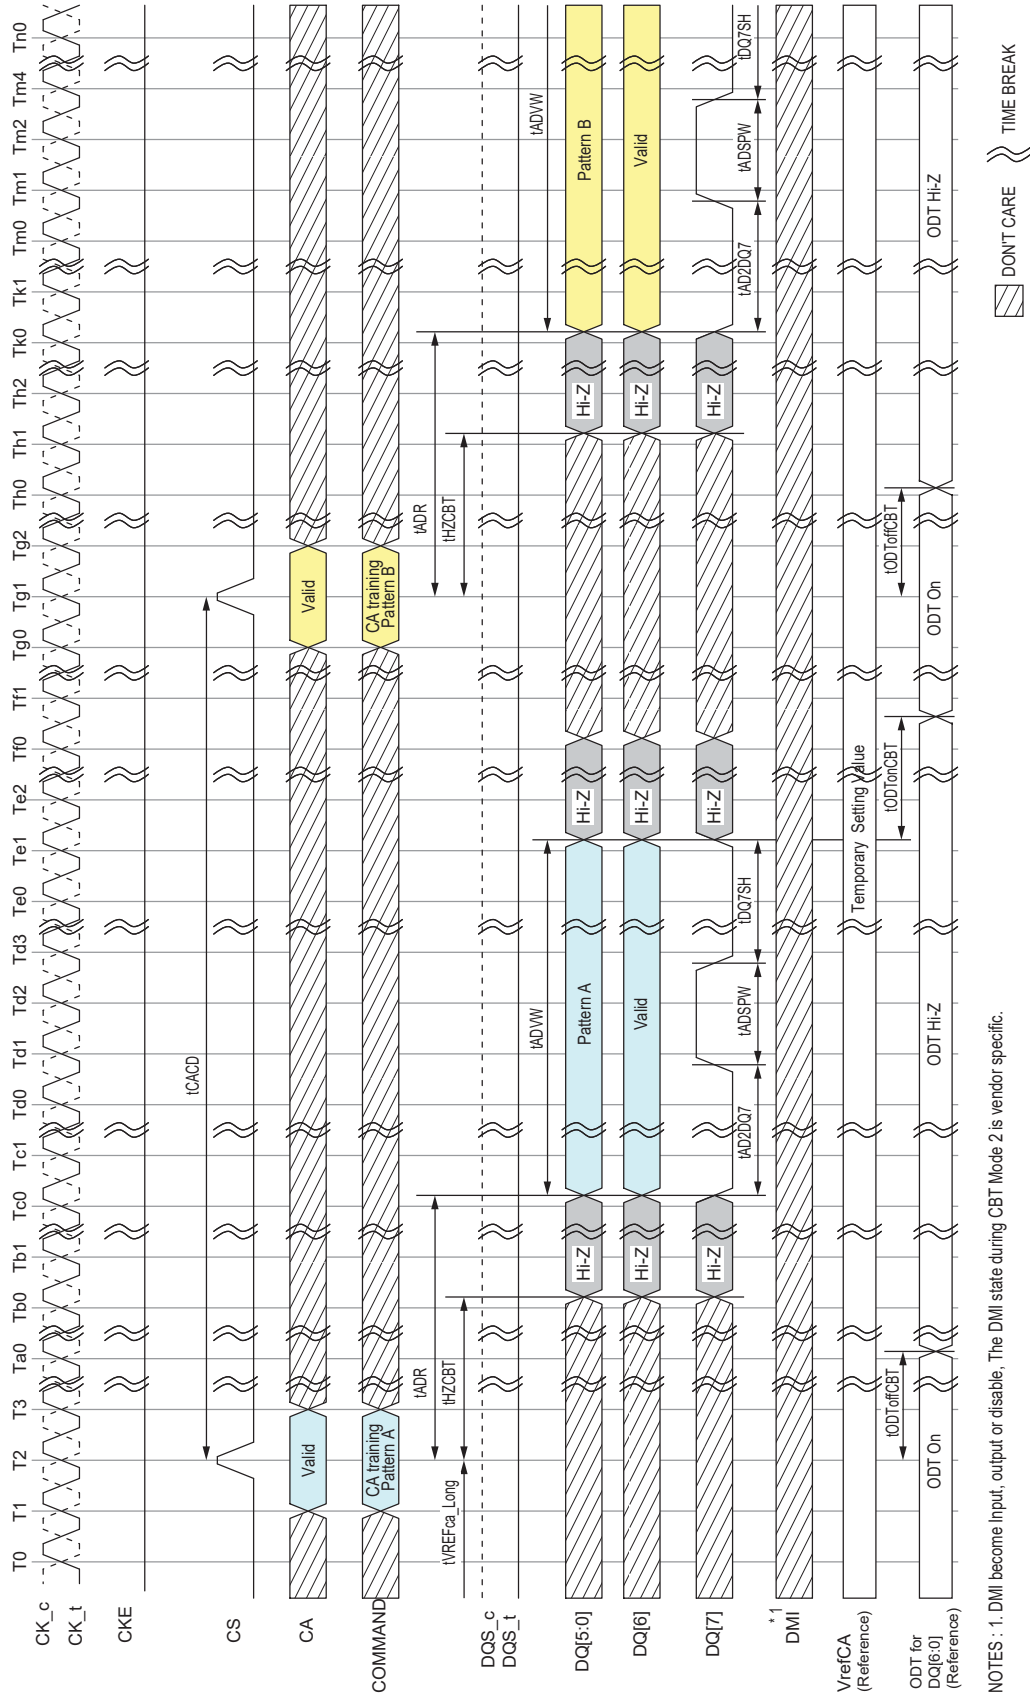 T0 T1 T2 T3 Ta0 Tb0 Tb1 Tc0 Tc1 Td0 Td1 Td2 Td3 Te0 Te1 Te2 Tf0 Tf1 Tg0 Tg1 Tg2 Th0 Th1 Th2 Tk0 Tk1 Tm0 Tm1 Tm2 Tm4 Tn0
CK_c
CK_t
CKE
CS
tCACD
CA
Valid
Valid
COMMAND
CA training
Pattern A
CA training
Pattern B
tADR
tADR
tVREFca_Long
tHZCBT
tHZCBT
DQS_c
DQS_t
tADVW
tADVW
DQ[5:0]
Hi-Z
Pattern A
Hi-Z
Hi-Z
Pattern B
DQ[6]
Hi-Z
Valid
Hi-Z
Hi-Z
Valid
DQ[7]
Hi-Z
Hi-Z
Hi-Z
tAD2DQ7
tADSPW
tDQ7SH
tAD2DQ7
tADSPW
tDQ7SH
*1
DMI
VrefCA
(Reference)
Temporary Setting Value
tODToffCBT
tODTonCBT
tODToffCBT
ODT for
DQ[6:0]
(Reference)
ODT On
ODT Hi-Z
ODT On
ODT Hi-Z
NOTES : 1. DMI become Input, output or disable, The DMI state during CBT Mode 2 is vendor specific.
DON'T CARE
TIME BREAK